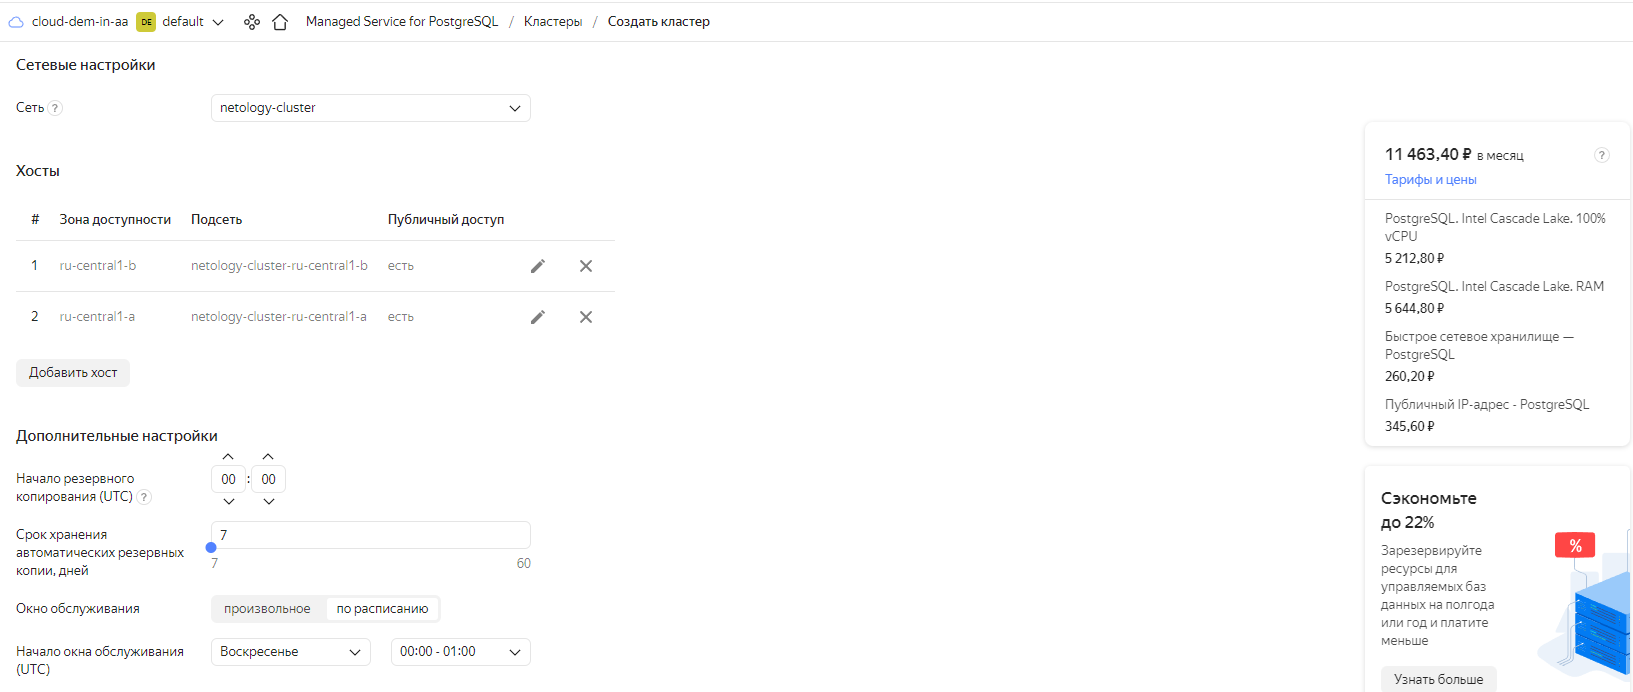 cloud-dem-in-aa DE default Managed Service for PostgreSQL / Кластеры / Создать кластер
Сетевые настройки
Сеть ?
netology-cluster
Хосты
# Зона доступности Подсеть Публичный доступ
1 ru-central1-b netology-cluster-ru-central1-b есть
2 ru-central1-a netology-cluster-ru-central1-a есть
Добавить хост
Дополнительные настройки
Начало резервного
копирования (UTC) ?
00 : 00
Срок хранения
автоматических резервных
копии, дней
7
7 60
Окно обслуживания
произвольное по расписанию
Начало окна обслуживания
(UTC)
Воскресенье 00:00 - 01:00
11 463,40 ₽ в месяц ?
Тарифы и цены
PostgreSQL. Intel Cascade Lake. 100%
vCPU
5 212,80 ₽
PostgreSQL. Intel Cascade Lake. RAM
5 644,80 ₽
Быстрое сетевое хранилище —
PostgreSQL
260,20 ₽
Публичный IP-адрес - PostgreSQL
345,60 ₽
Сэкономьте
до 22%
%
Зарезервируйте
ресурсы для
управляемых баз
данных на полгода
или год и платите
меньше
Узнать больше